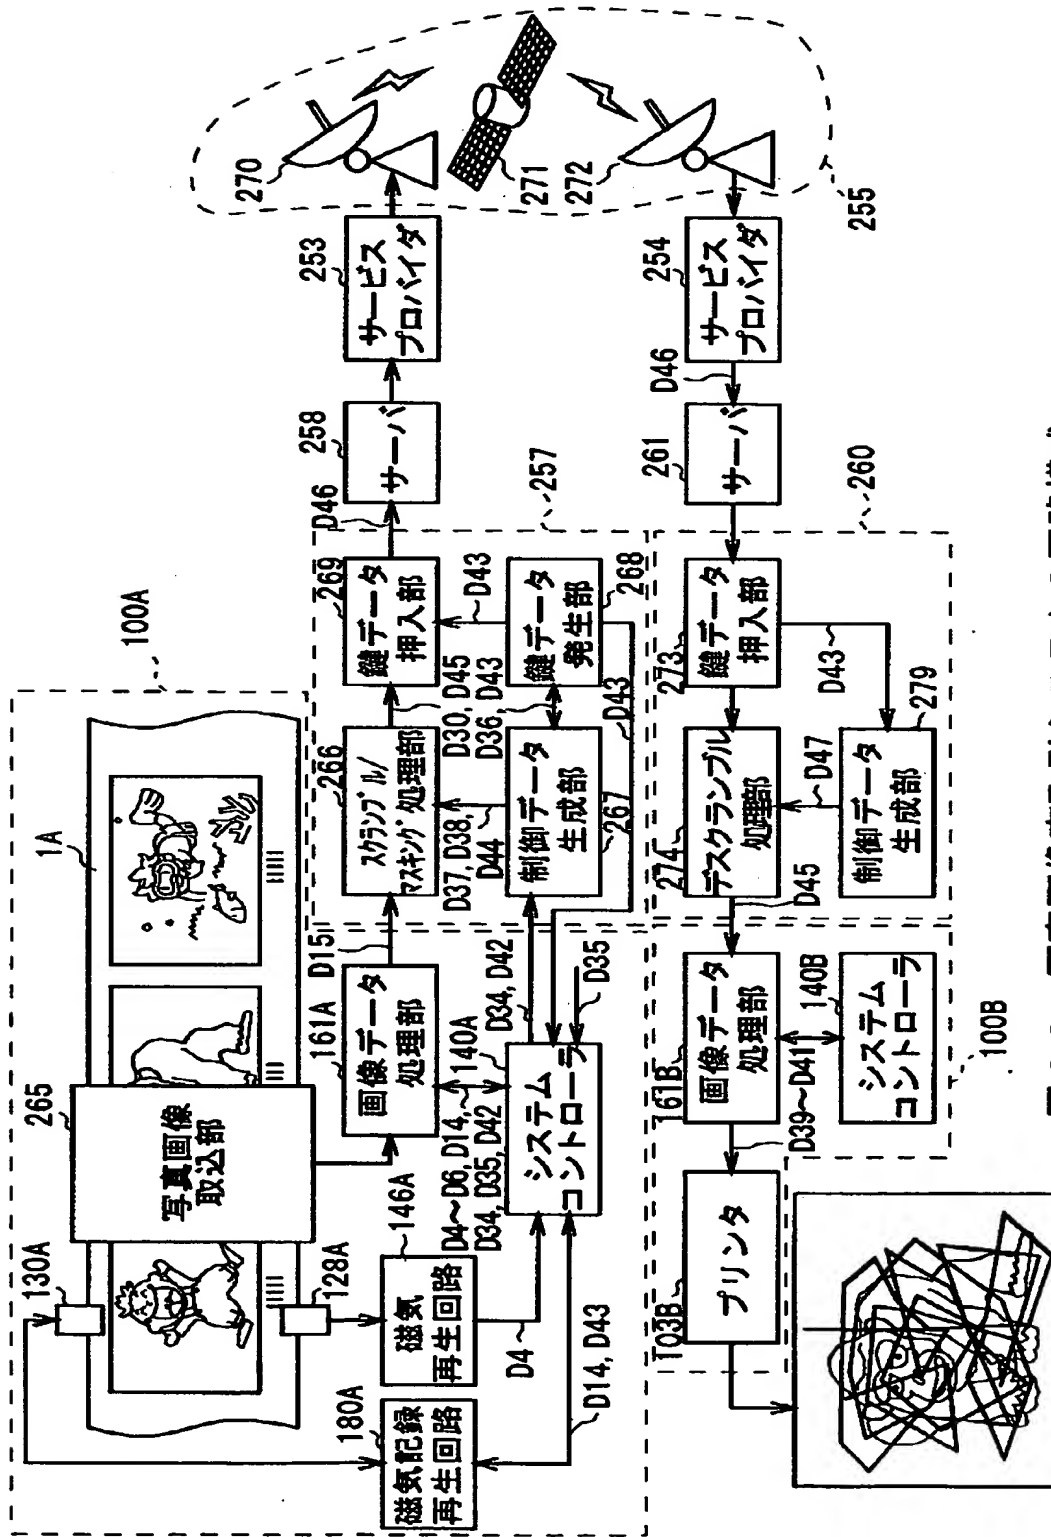 100A
1A
265
写真画像
取込部
130A
128A
180A
磁気記録
再生回路
146A
磁気
再生回路
D4
D14, D43
161A
画像データ
処理部
D15
D4～D6, D14,
D34, D35, D42
140A
システム
コントローラ
D34, D42
D35
266
スクランブル/
マスキング処理部
D37, D38,
D44
制御データ
生成部
267
269
鍵データ
挿入部
D30, D45
D36, D43
D43
鍵データ
発生部
268
D43
257
D46
258
サーバ
253
サービス
プロバイダ
270
271
272
255
254
サービス
プロバイダ
D46
261
サーバ
260
273
鍵データ
押入部
D43
274
デスクランブル
処理部
D47
279
制御データ
生成部
D45
161B
画像データ
処理部
D39～D41
140B
システム
コントローラ
100B
103B
プリンタ